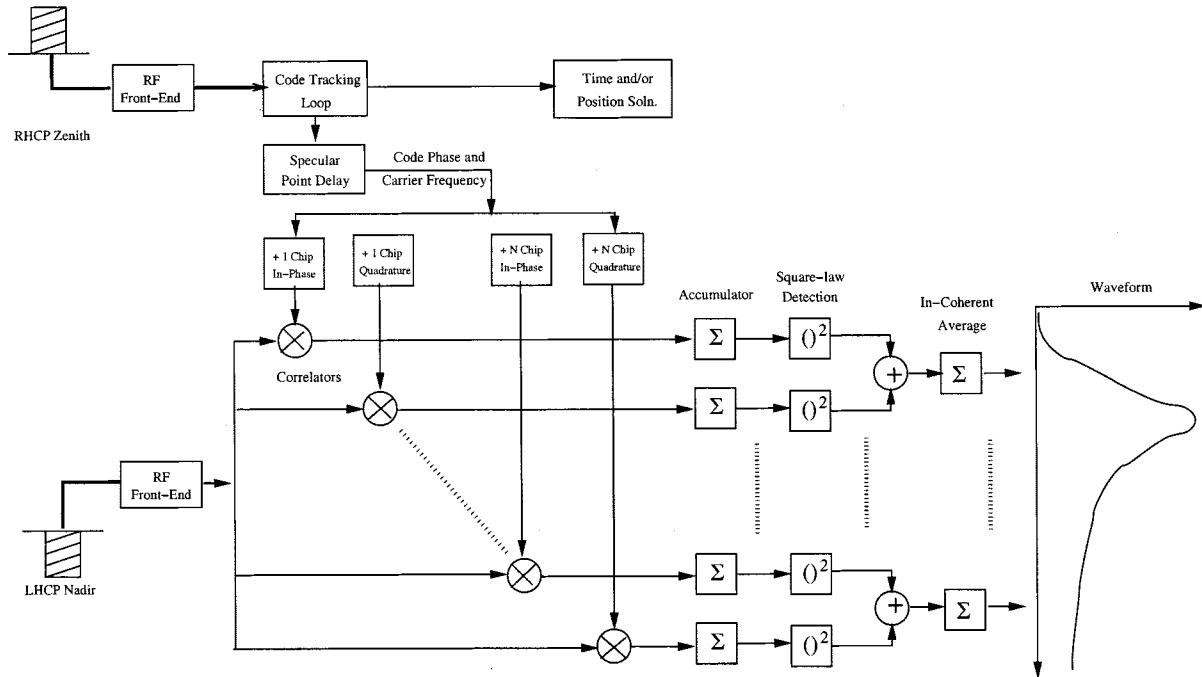 RF
Front-End
Code Tracking
Loop
Time and/or
Position Soln.
RHCP Zenith
Specular
Point Delay
Code Phase and
Carrier Frequency
+ 1 Chip
In-Phase
+ 1 Chip
Quadrature
+ N Chip
In-Phase
+ N Chip
Quadrature
Accumulator
Square-law
Detection
In-Coherent
Average
Waveform
Correlators
Σ
()²
+
Σ
Σ
()²
RF
Front-End
LHCP Nadir
Σ
()²
+
Σ
Σ
()²